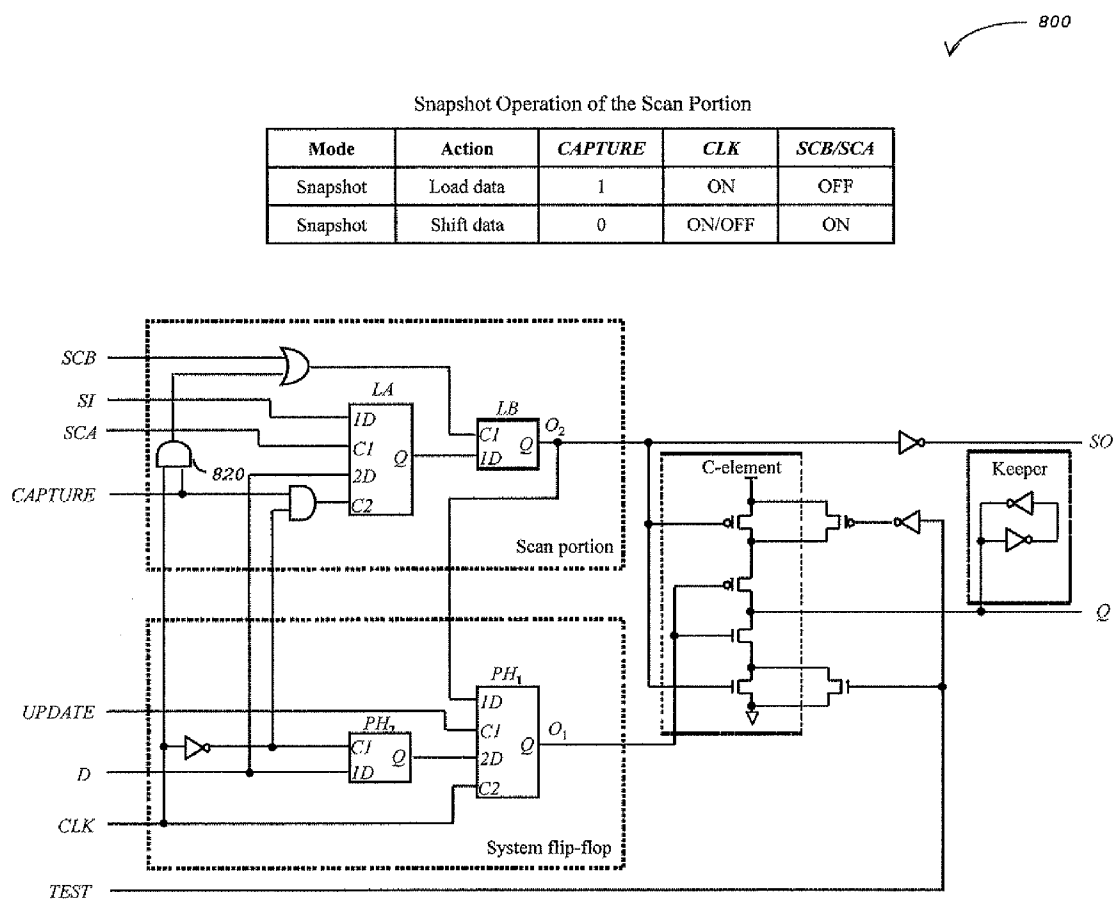 800
Snapshot Operation of the Scan Portion
Mode Action CAPTURE CLK SCB/SCA
Snapshot Load data 1 ON OFF
Snapshot Shift data 0 ON/OFF ON
SCB
SI
SCA
CAPTURE
820
LA
1D
C1
2D
C2
Q
LB
C1
1D
Q
O2
Scan portion
C-element
SO
Keeper
Q
UPDATE
D
CLK
TEST
PH2
C1
1D
Q
PH1
1D
C1
2D
C2
Q
O1
System flip-flop